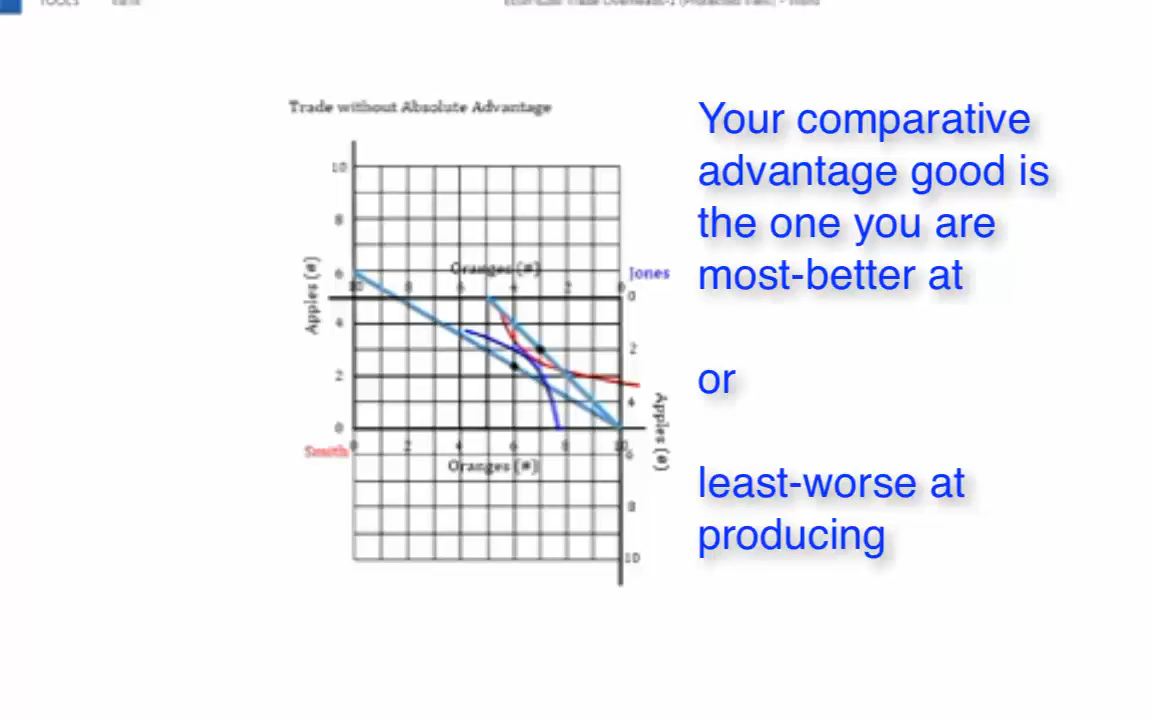 TOOLS
Trade without Absolute Advantage
Your comparative
advantage good is
the one you are
most-better at
or
least-worse at
producing
10
8
6
4
2
0
Apples (#)
Oranges (#)
Jones
0
2
4
6
8
10
Apples (#)
Smith
0 2 4 6 8 10
Oranges (#)